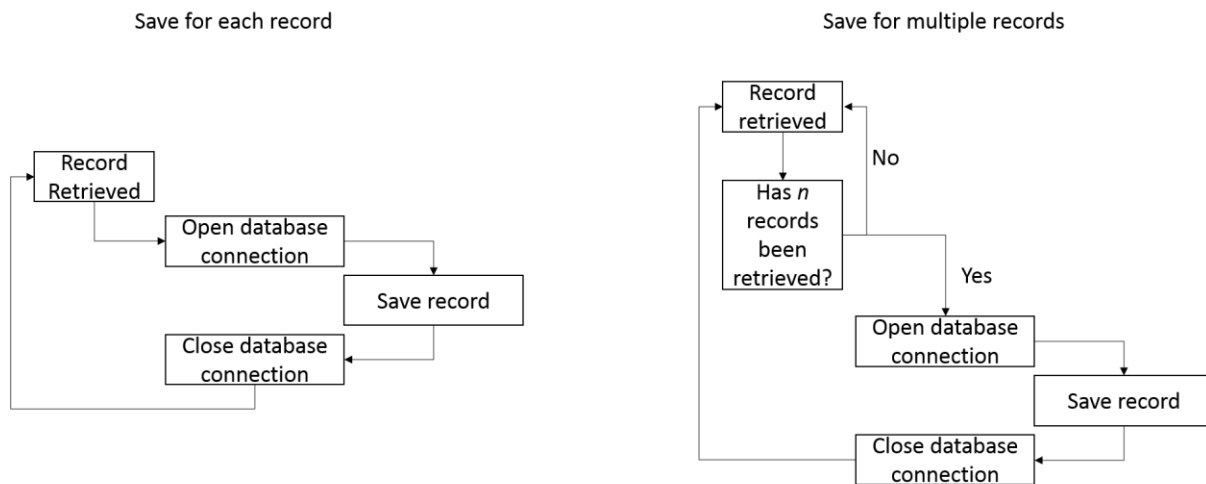 Save for each record
Record
Retrieved
Open database
connection
Save record
Close database
connection
Save for multiple records
Record
retrieved
No
Has n
records
been
retrieved?
Yes
Open database
connection
Save record
Close database
connection